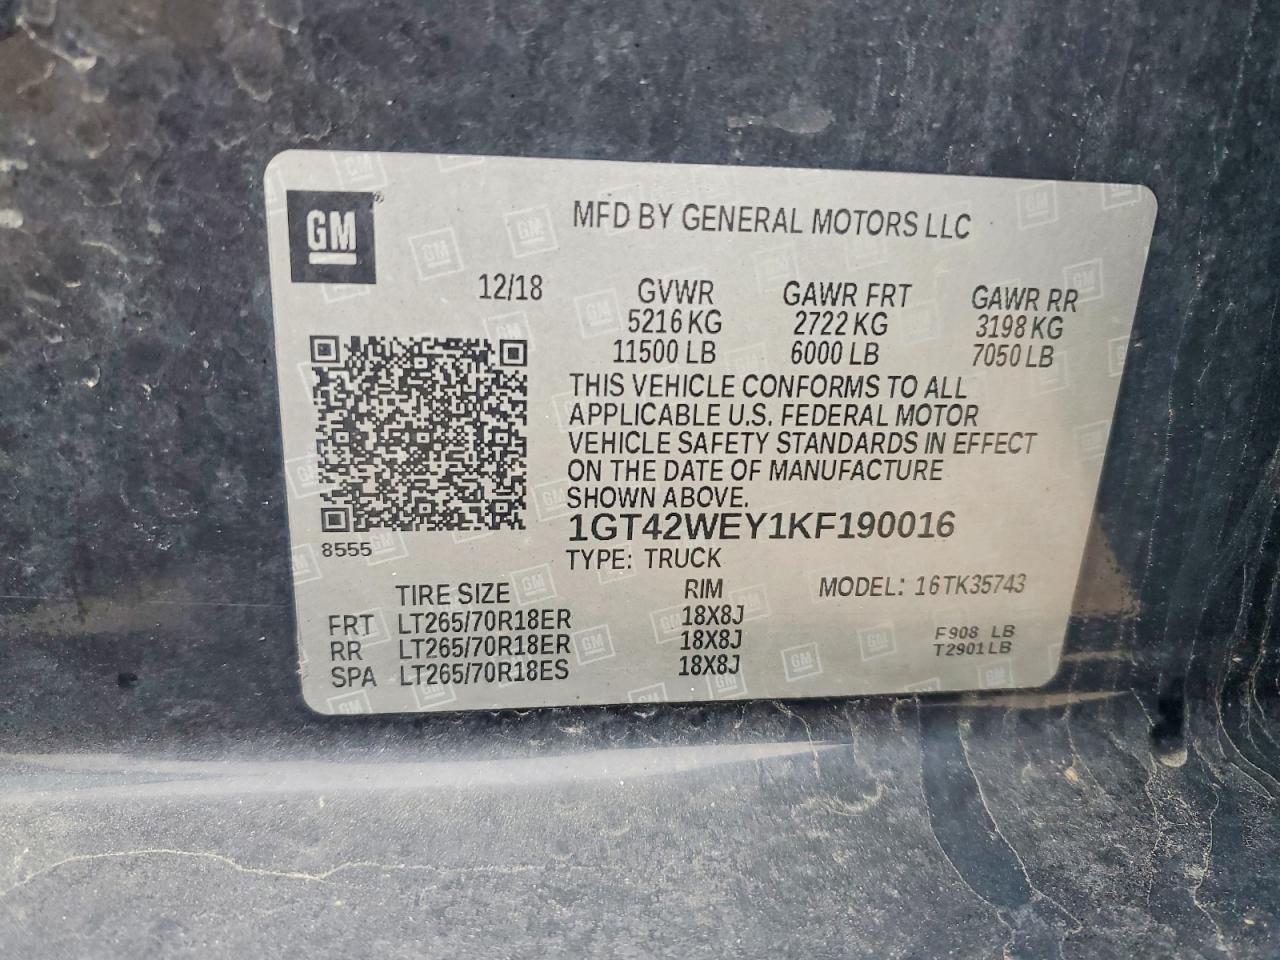 GM
MFD BY GENERAL MOTORS LLC
12/18 GVWR GAWR FRT GAWR RR
5216 KG 2722 KG 3198 KG
11500 LB 6000 LB 7050 LB
THIS VEHICLE CONFORMS TO ALL
APPLICABLE U.S. FEDERAL MOTOR
VEHICLE SAFETY STANDARDS IN EFFECT
ON THE DATE OF MANUFACTURE
SHOWN ABOVE.
1GT42WEY1KF190016
8555 TYPE: TRUCK
TIRE SIZE RIM MODEL: 16TK35743
FRT LT265/70R18ER 18X8J
RR LT265/70R18ER 18X8J F908 LB
SPA LT265/70R18ES 18X8J T2901LB